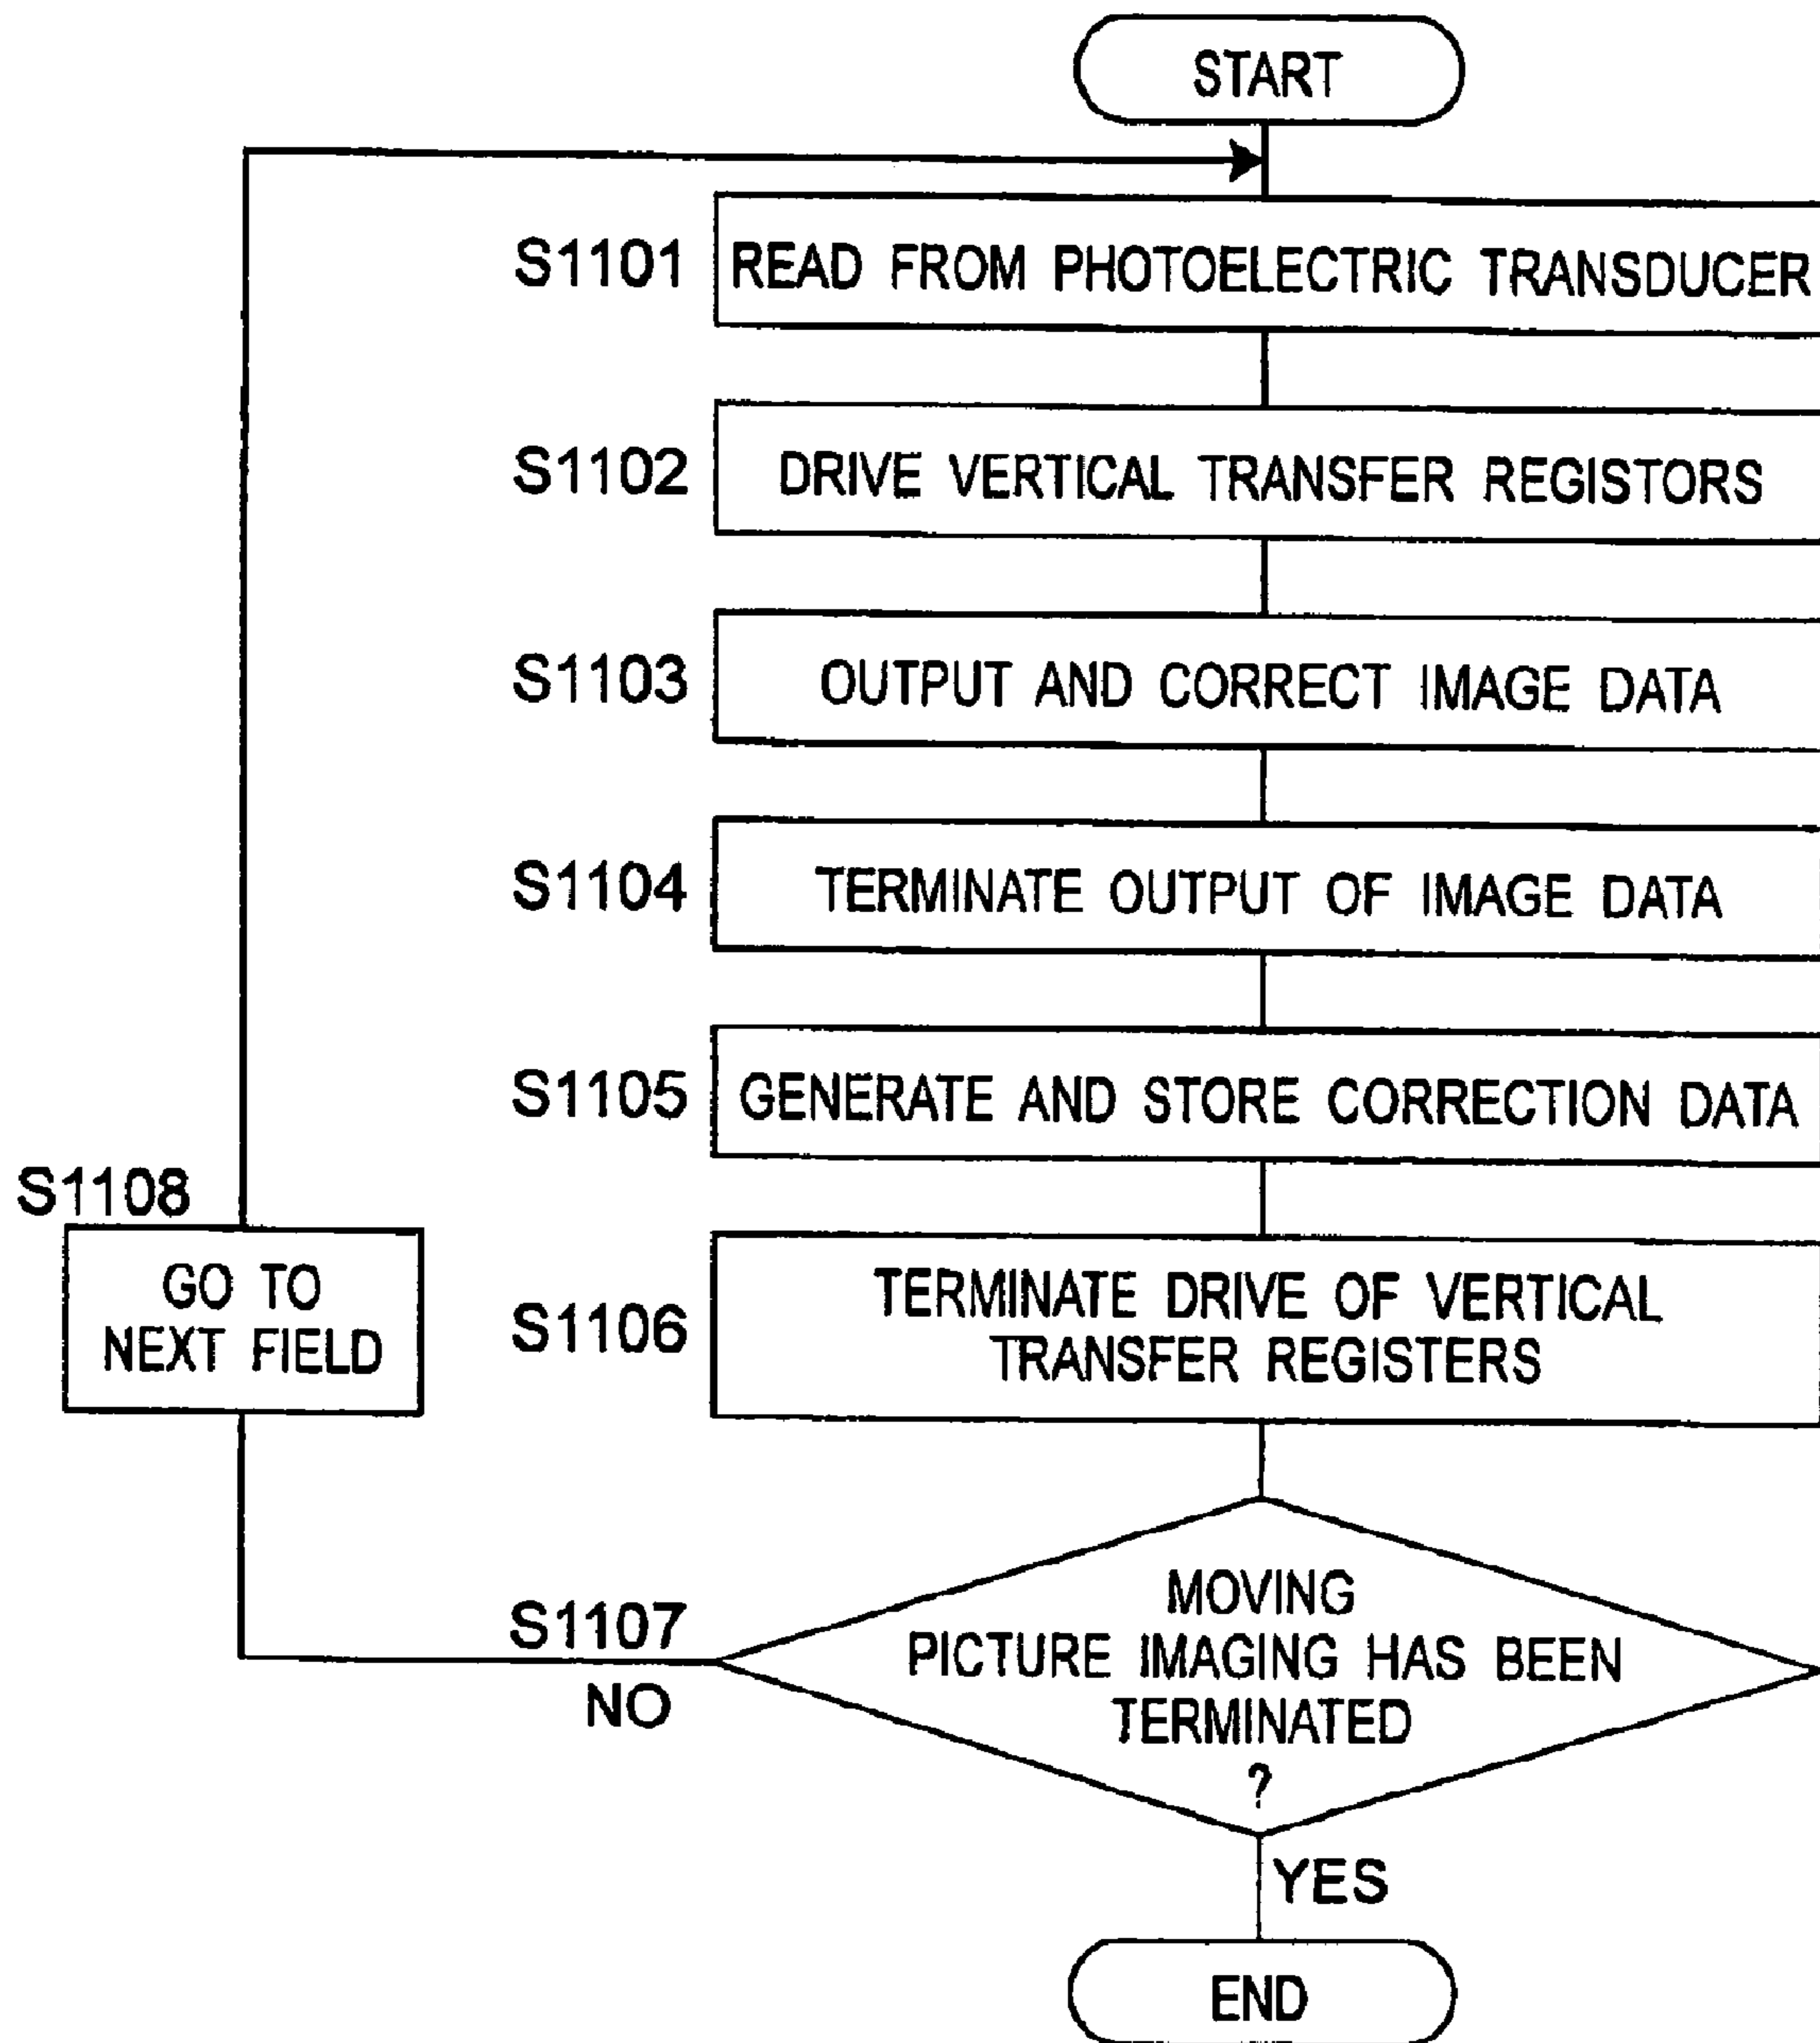 START
S1101
READ FROM PHOTOELECTRIC TRANSDUCER
S1102
DRIVE VERTICAL TRANSFER REGISTORS
S1103
OUTPUT AND CORRECT IMAGE DATA
S1104
TERMINATE OUTPUT OF IMAGE DATA
S1105
GENERATE AND STORE CORRECTION DATA
S1108
GO TO
NEXT FIELD
S1106
TERMINATE DRIVE OF VERTICAL
TRANSFER REGISTERS
S1107
NO
MOVING
PICTURE IMAGING HAS BEEN
TERMINATED
?
YES
END